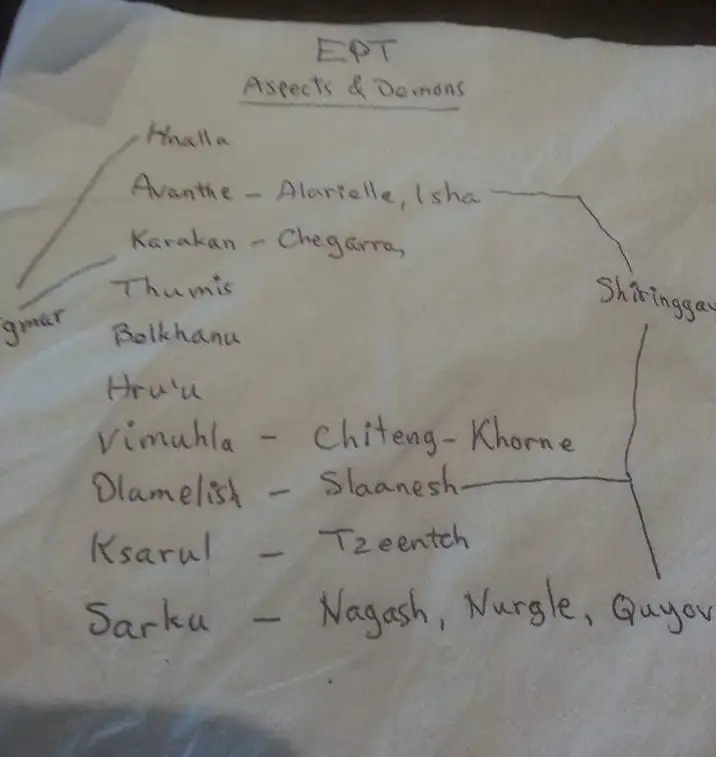 EPT
Aspects & Demons
Hnalla
Avanthe - Alarielle, Isha
Karakan - Chegarra,
Shiringgay
Thumis
gmar
Belkhanu
Hru'u
Vimuhla - Chiteng - Khorne
Dlamelish - Slaanesh
Ksarul - Tzeentch
Sarku - Nagash, Nurgle, Quyov